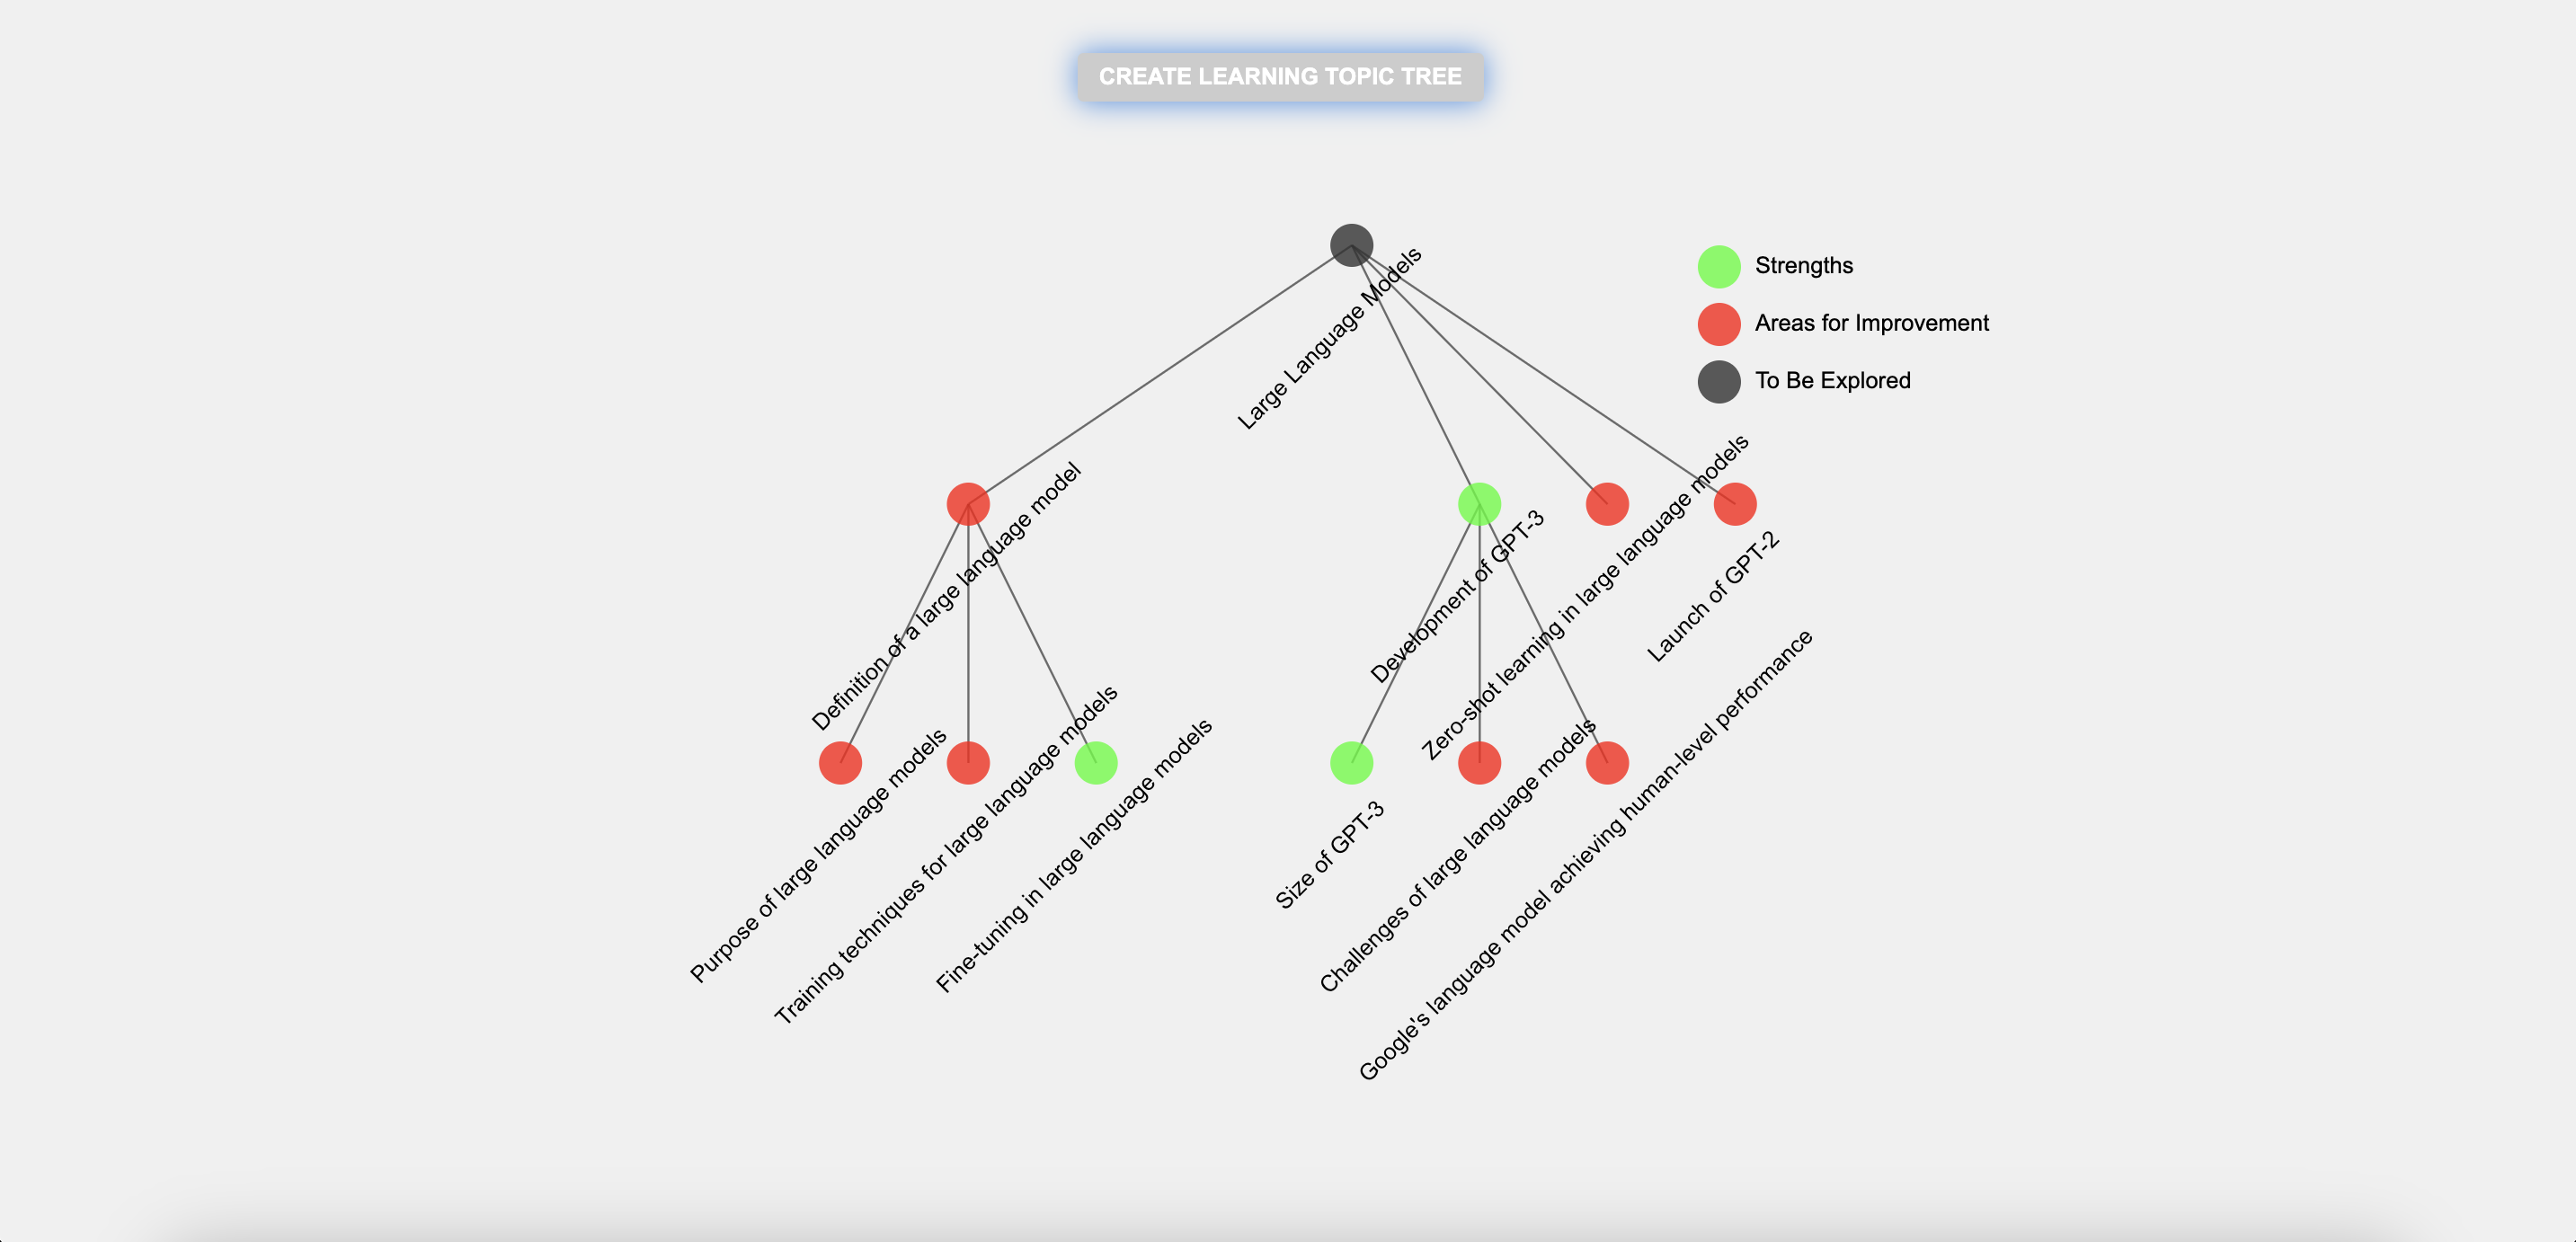 CREATE LEARNING TOPIC TREE
Large Language Models
Strengths
Areas for Improvement
To Be Explored
Definition of a large language model
Development of GPT-3
Zero-shot learning in large language models
Launch of GPT-2
Purpose of large language models
Training techniques for large language models
Fine-tuning in large language models
Size of GPT-3
Challenges of large language models
Google's language model achieving human-level performance